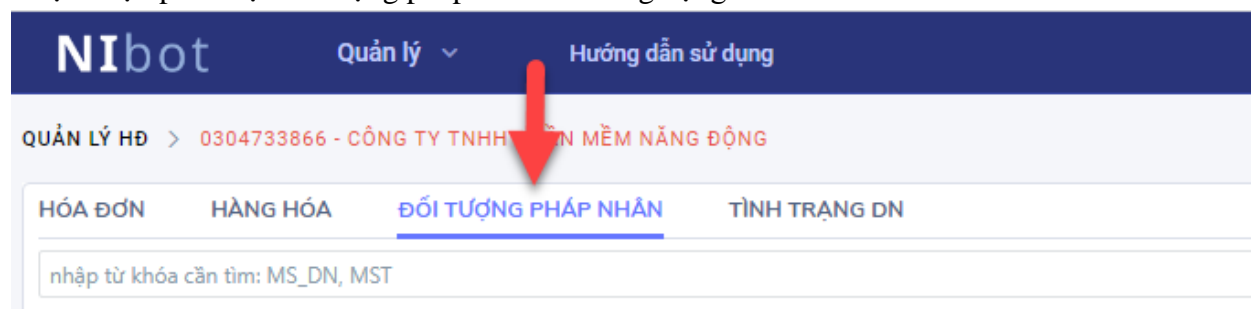 NIbot Quản lý Hướng dẫn sử dụng
QUẢN LÝ HĐ > 0304733866 - CÔNG TY TNHH MỀM NĂNG ĐỘNG
HÓA ĐƠN HÀNG HÓA ĐỐI TƯỢNG PHÁP NHÂN TÌNH TRẠNG DN
nhập từ khóa cần tìm: MS_DN, MST